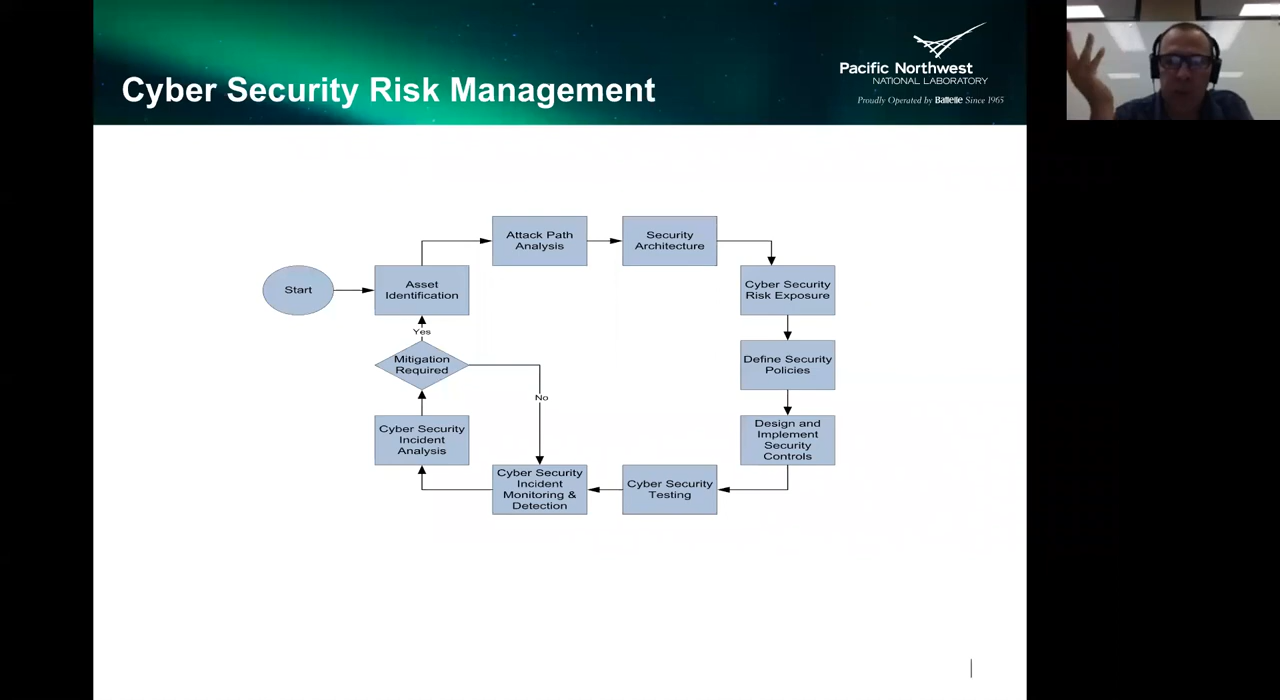 Cyber Security Risk Management
Pacific Northwest
NATIONAL LABORATORY
Proudly Operated by Battelle Since 1965
Start
Asset
Identification
Attack Path
Analysis
Security
Architecture
Cyber Security
Risk Exposure
Define Security
Policies
Design and
Implement
Security
Controls
Cyber Security
Testing
Cyber Security
Incident
Monitoring &
Detection
Cyber Security
Incident
Analysis
Mitigation
Required
Yes
No